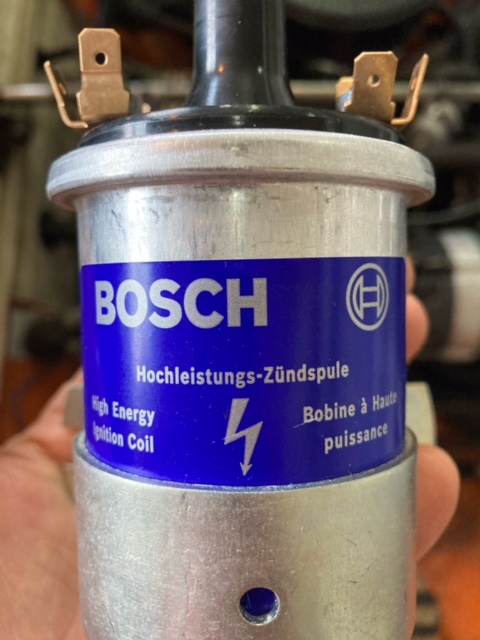 BOSCH
Hochleistungs-Zündspule
High Energy
Ignition Coil
Bobine à Haute
puissance